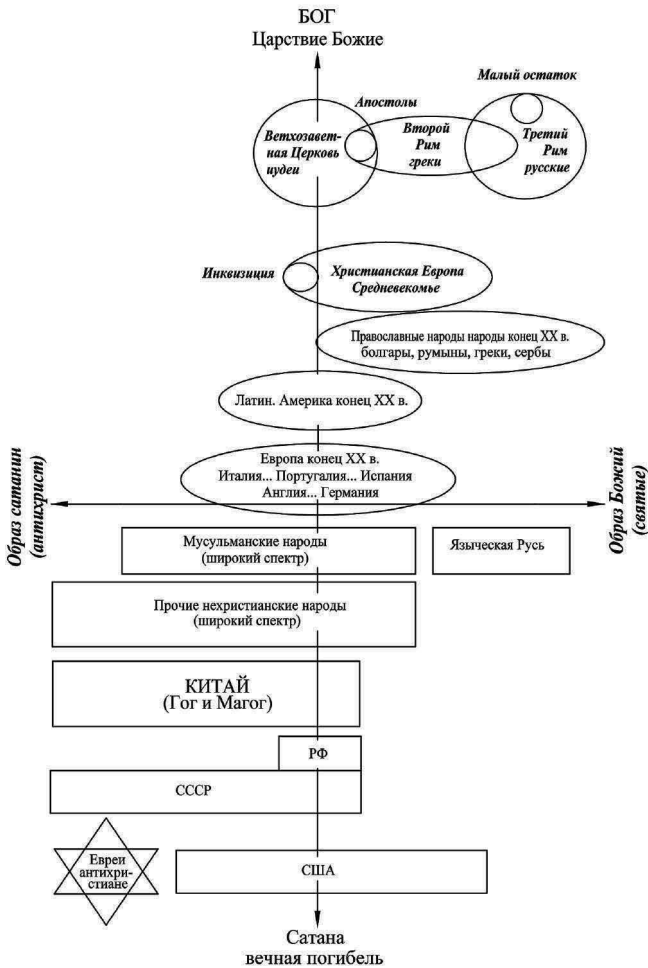 БОГ
Царствие Божие
Малый остаток
Апостолы
Ветхозавет-
ная Церковь
иудеи
Второй
Рим
греки
Третий
Рим
русские
Инквизиция
Христианская Европа
Средневекомье
Православные народы народы конец XX в.
болгары, румыны, греки, сербы
Латин. Америка конец XX в.
Европа конец XX в.
Италия... Португалия... Испания
Англия... Германия
Образ сатанин
(антихрист)
Образ Божий
(святые)
Мусульманские народы
(широкий спектр)
Языческая Русь
Прочие нехристианские народы
(широкий спектр)
КИТАЙ
(Гог и Магог)
РФ
СССР
Евреи
антихри-
стиане
США
Сатана
вечная погибель